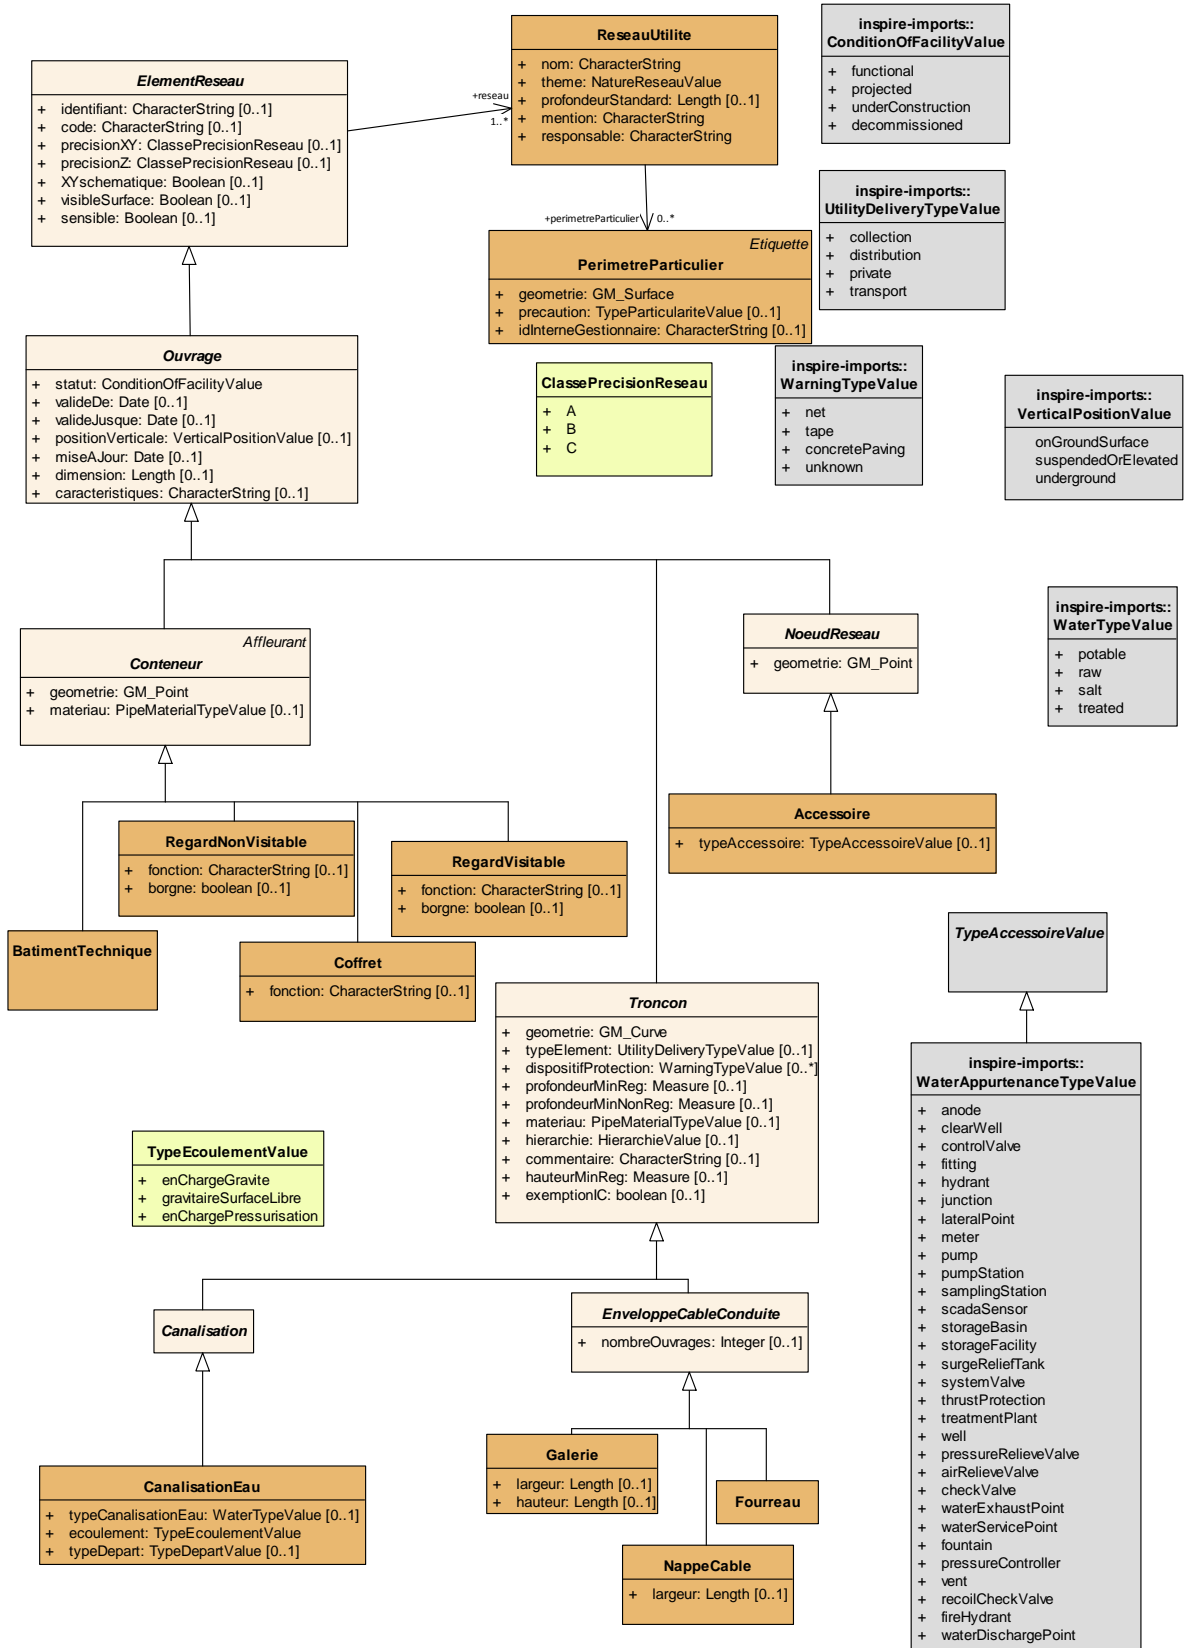 ElementReseau
+ identifiant: CharacterString [0..1]
+ code: CharacterString [0..1]
+ precisionXY: ClassePrecisionReseau [0..1]
+ precisionZ: ClassePrecisionReseau [0..1]
+ XYschematique: Boolean [0..1]
+ visibleSurface: Boolean [0..1]
+ sensible: Boolean [0..1]
+reseau
1..*
ReseauUtilite
+ nom: CharacterString
+ theme: NatureReseauValue
+ profondeurStandard: Length [0..1]
+ mention: CharacterString
+ responsable: CharacterString
inspire-imports::
ConditionOfFacilityValue
+ functional
+ projected
+ underConstruction
+ decommissioned
inspire-imports::
UtilityDeliveryTypeValue
+ collection
+ distribution
+ private
+ transport
+perimetreParticulier 0..*
Etiquette
PerimetreParticulier
+ geometrie: GM_Surface
+ precaution: TypeParticulariteValue [0..1]
+ idInterneGestionnaire: CharacterString [0..1]
Ouvrage
+ statut: ConditionOfFacilityValue
+ valideDe: Date [0..1]
+ valideJusque: Date [0..1]
+ positionVerticale: VerticalPositionValue [0..1]
+ miseAJour: Date [0..1]
+ dimension: Length [0..1]
+ caracteristiques: CharacterString [0..1]
ClassePrecisionReseau
+ A
+ B
+ C
inspire-imports::
WarningTypeValue
+ net
+ tape
+ concretePaving
+ unknown
inspire-imports::
VerticalPositionValue
onGroundSurface
suspendedOrElevated
underground
Affleurant
Conteneur
+ geometrie: GM_Point
+ materiau: PipeMaterialTypeValue [0..1]
NoeudReseau
+ geometrie: GM_Point
inspire-imports::
WaterTypeValue
+ potable
+ raw
+ salt
+ treated
RegardNonVisitable
+ fonction: CharacterString [0..1]
+ borgne: boolean [0..1]
RegardVisitable
+ fonction: CharacterString [0..1]
+ borgne: boolean [0..1]
Accessoire
+ typeAccessoire: TypeAccessoireValue [0..1]
BatimentTechnique
Coffret
+ fonction: CharacterString [0..1]
TypeAccessoireValue
Troncon
+ geometrie: GM_Curve
+ typeElement: UtilityDeliveryTypeValue [0..1]
+ dispositifProtection: WarningTypeValue [0..*]
+ profondeurMinReg: Measure [0..1]
+ profondeurMinNonReg: Measure [0..1]
+ materiau: PipeMaterialTypeValue [0..1]
+ hierarchie: HierarchieValue [0..1]
+ commentaire: CharacterString [0..1]
+ hauteurMinReg: Measure [0..1]
+ exemptionIC: boolean [0..1]
TypeEcoulementValue
+ enChargeGravite
+ gravitaireSurfaceLibre
+ enChargePressurisation
inspire-imports::
WaterAppurtenanceTypeValue
+ anode
+ clearWell
+ controlValve
+ fitting
+ hydrant
+ junction
+ lateralPoint
+ meter
+ pump
+ pumpStation
+ samplingStation
+ scadaSensor
+ storageBasin
+ storageFacility
+ surgeReliefTank
+ systemValve
+ thrustProtection
+ treatmentPlant
+ well
+ pressureRelieveValve
+ airRelieveValve
+ checkValve
+ waterExhaustPoint
+ waterServicePoint
+ fountain
+ pressureController
+ vent
+ recoilCheckValve
+ fireHydrant
+ waterDischargePoint
Canalisation
EnveloppeCableConduite
+ nombreOuvrages: Integer [0..1]
CanalisationEau
+ typeCanalisationEau: WaterTypeValue [0..1]
+ ecoulement: TypeEcoulementValue
+ typeDepart: TypeDepartValue [0..1]
Galerie
+ largeur: Length [0..1]
+ hauteur: Length [0..1]
Fourreau
NappeCable
+ largeur: Length [0..1]